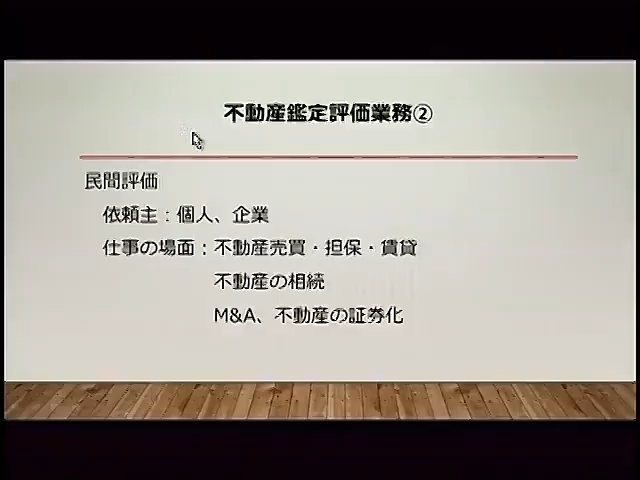 不動産鑑定評価業務②
民間評価
依頼主：個人、企業
仕事の場面：不動産売買・担保・賃貸
不動産の相続
M&A、不動産の証券化